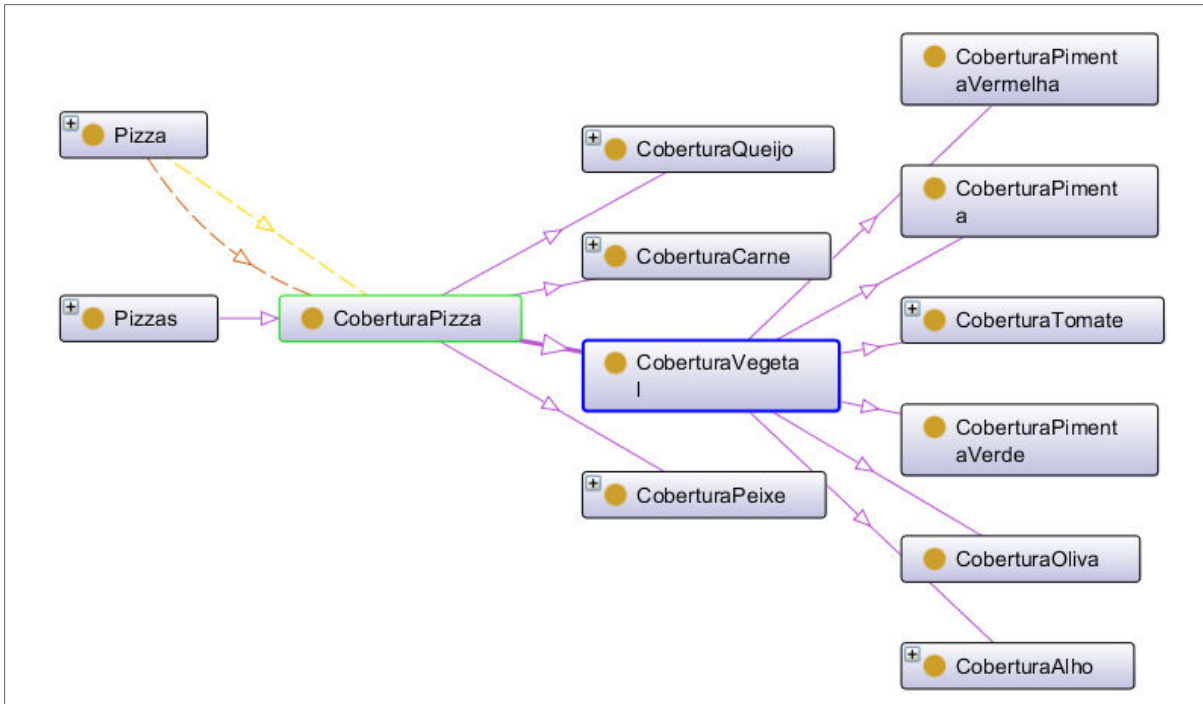 Pizza
Pizzas
CoberturaPizza
CoberturaQueijo
CoberturaCarne
CoberturaVegeta
l
CoberturaPeixe
CoberturaPiment
aVermelha
CoberturaPiment
a
CoberturaTomate
CoberturaPiment
aVerde
CoberturaOliva
CoberturaAlho